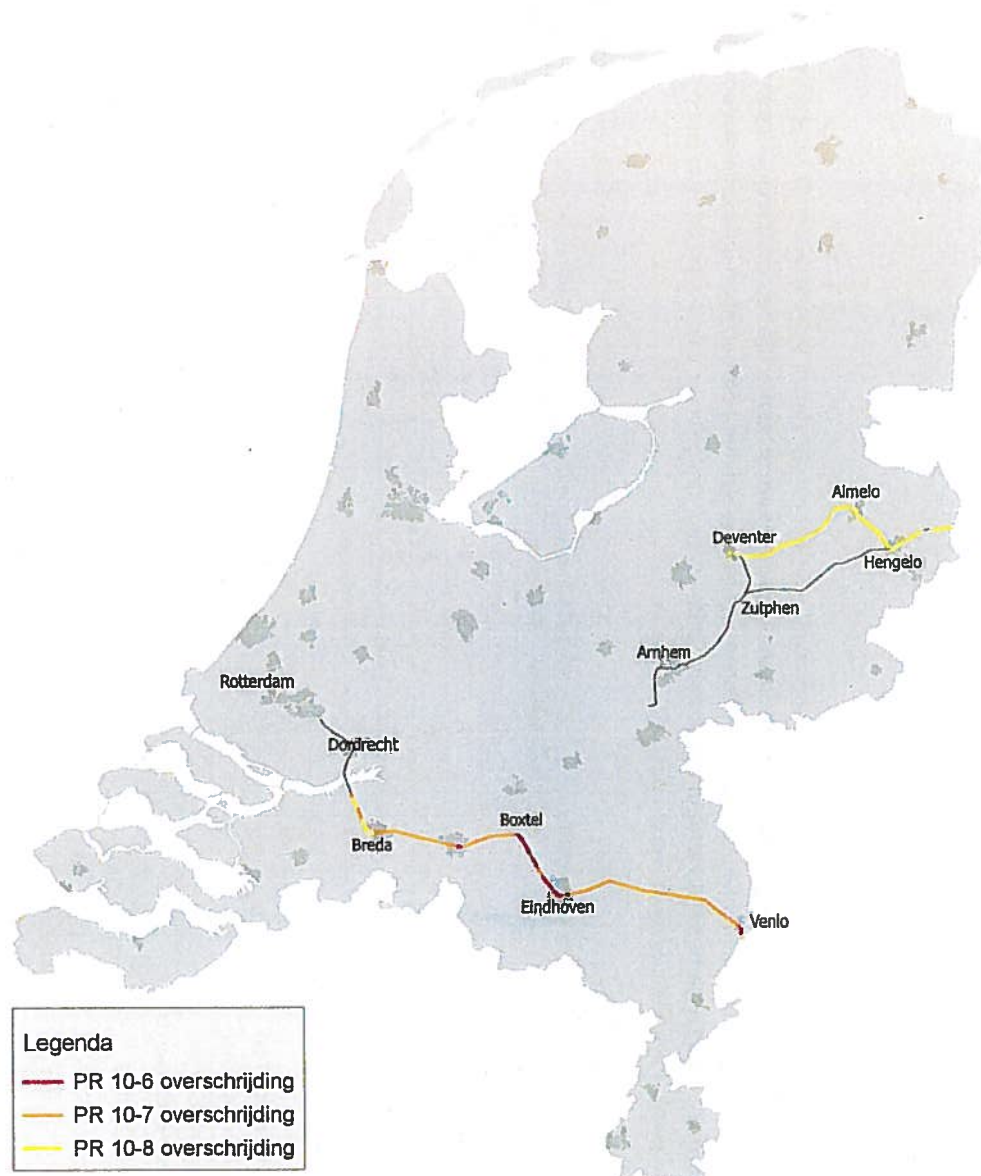 Almelo
Deventer
Hengelo
Zutphen
Arnhem
Rotterdam
Dordrecht
Boxtel
Breda
Eindhoven
Venlo
Legenda
PR 10-6 overschrijding
PR 10-7 overschrijding
PR 10-8 overschrijding